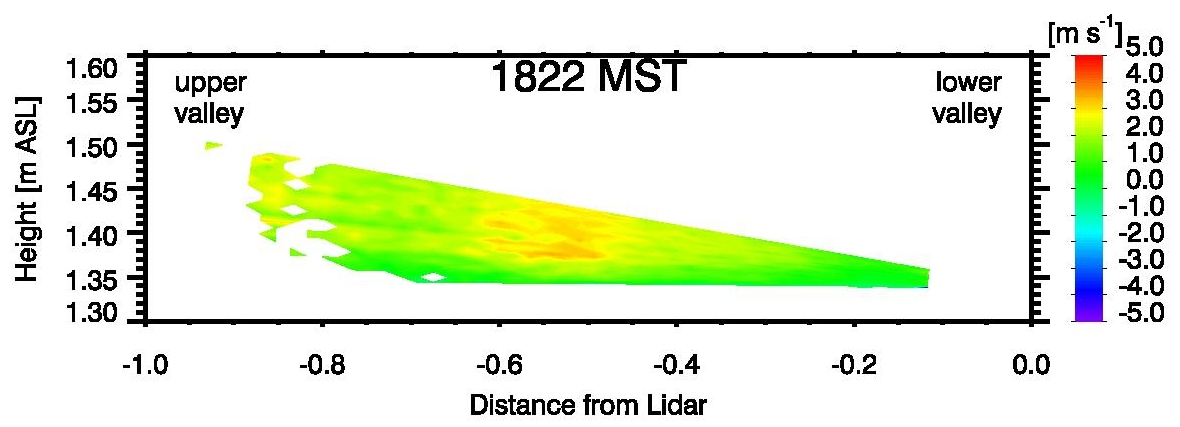 [m s⁻¹]
1822 MST
upper
valley
lower
valley
Height [m ASL]
1.60
1.55
1.50
1.45
1.40
1.35
1.30
5.0
4.0
3.0
2.0
1.0
0.0
-1.0
-2.0
-3.0
-4.0
-5.0
-1.0 -0.8 -0.6 -0.4 -0.2 0.0
Distance from Lidar